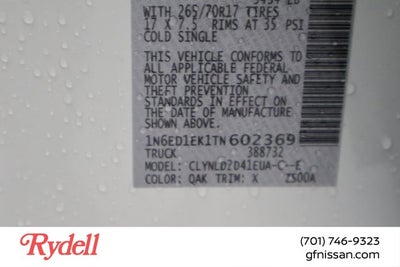 WITH 265/70R17 TIRES
17 X 7.5 RIMS AT 35 PSI
COLD SINGLE
THIS VEHICLE CONFORMS TO
ALL APPLICABLE FEDERAL
MOTOR VEHICLE SAFETY AND
THEFT PREVENTION
STANDARDS IN EFFECT ON
THE DATE OF MANUFACTURE
SHOWN ABOVE.
1N6ED1EK1TN602369
TRUCK 388732
MODEL: CLYNLD2D41EUA-C--E
COLOR: QAK TRIM: X ZS00A
Rydell
(701) 746-9323
gfnissan.com